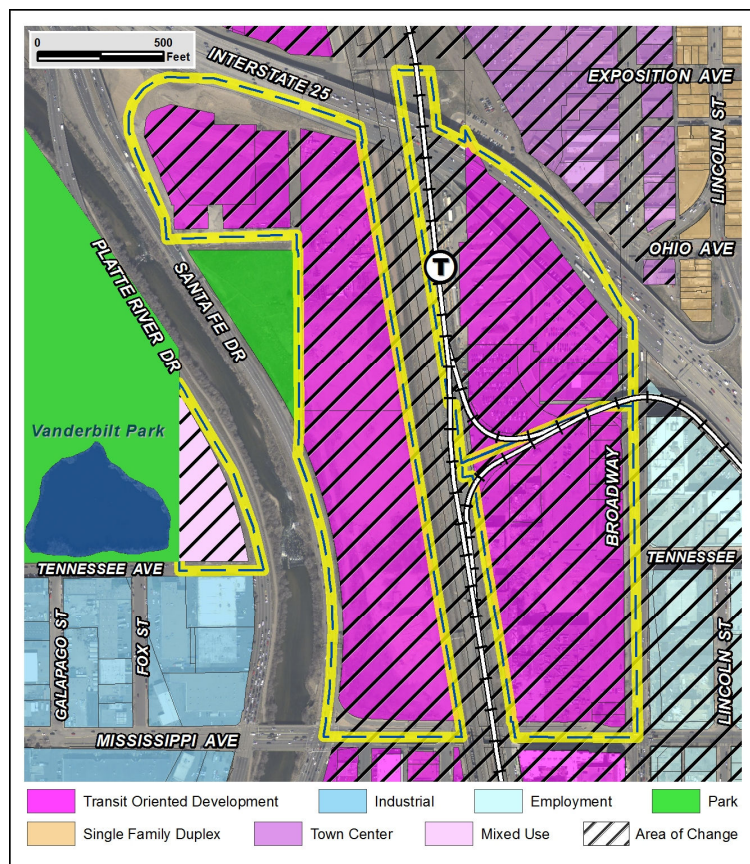 0 500
Feet
INTERSTATE 25
EXPOSITION AVE
LINCOLN ST
OHIO AVE
T
PLATTE RIVER DR
SANTA FE DR
Vanderbilt Park
BROADWAY
TENNESSEE AVE
TENNESSEE
GALAPAGO ST
FOX ST
LINCOLN ST
MISSISSIPPI AVE
Transit Oriented Development
Industrial
Employment
Park
Single Family Duplex
Town Center
Mixed Use
Area of Change